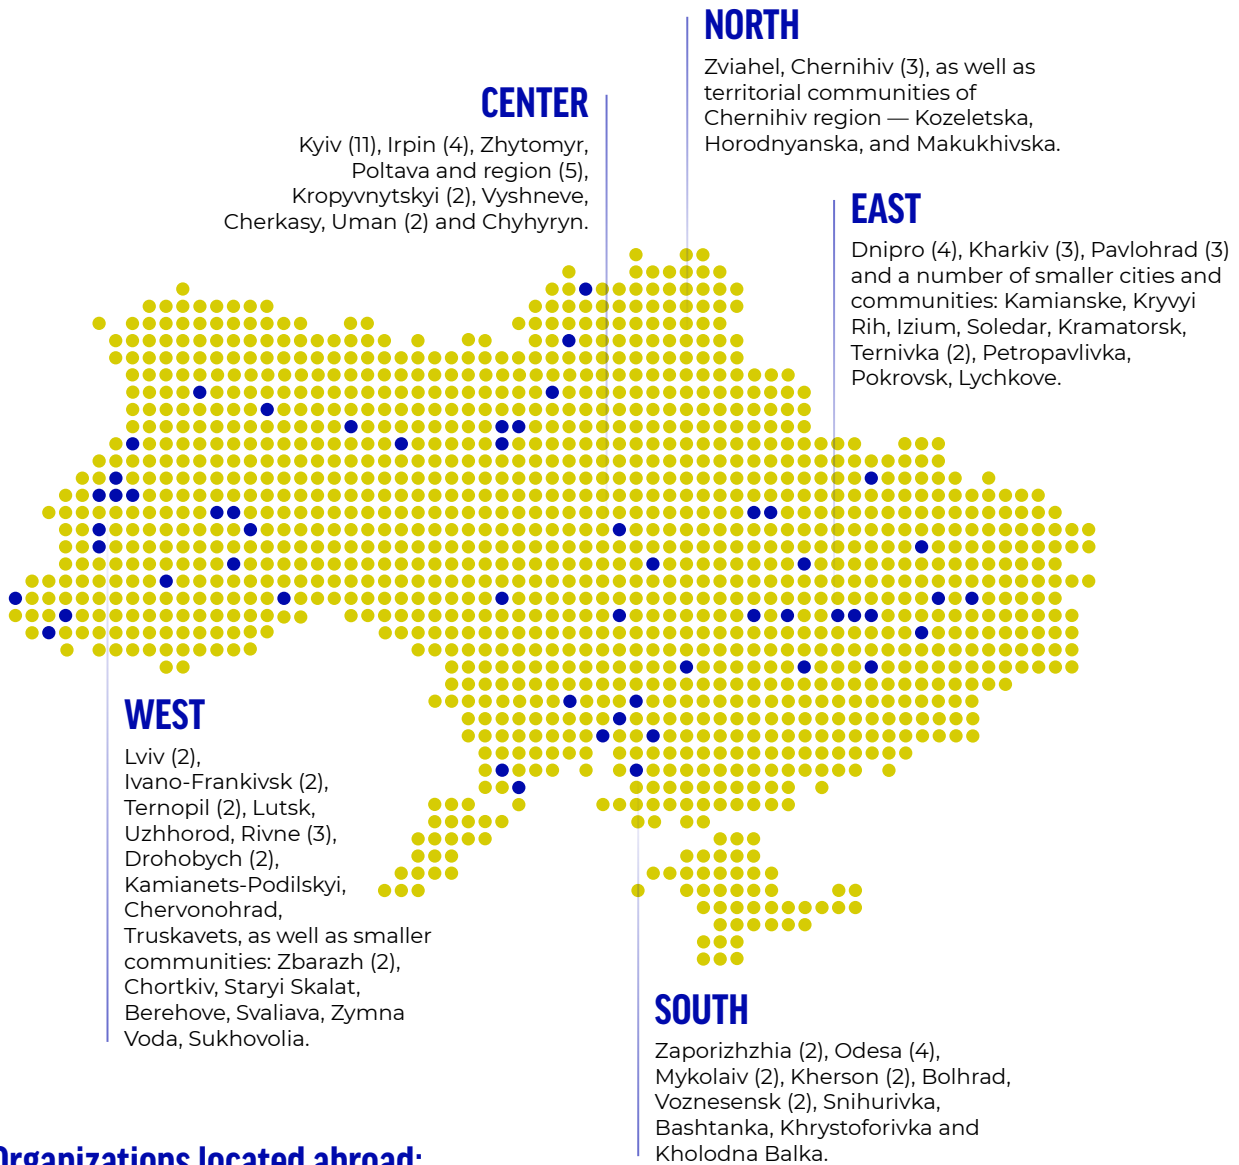 NORTH
Zviahel, Chernihiv (3), as well as
territorial communities of
Chernihiv region — Kozeletska,
Horodnyanska, and Makukhivska.
CENTER
Kyiv (11), Irpin (4), Zhytomyr,
Poltava and region (5),
Kropyvnytskyi (2), Vyshneve,
Cherkasy, Uman (2) and Chyhyryn.
EAST
Dnipro (4), Kharkiv (3), Pavlohrad (3)
and a number of smaller cities and
communities: Kamianske, Kryvyi
Rih, Izium, Soledar, Kramatorsk,
Ternivka (2), Petropavlivka,
Pokrovsk, Lychkove.
WEST
Lviv (2),
Ivano-Frankivsk (2),
Ternopil (2), Lutsk,
Uzhhorod, Rivne (3),
Drohobych (2),
Kamianets-Podilskyi,
Chervonohrad,
Truskavets, as well as smaller
communities: Zbarazh (2),
Chortkiv, Staryi Skalat,
Berehove, Svaliava, Zymna
Voda, Sukhovolia.
SOUTH
Zaporizhzhia (2), Odesa (4),
Mykolaiv (2), Kherson (2), Bolhrad,
Voznesensk (2), Snihurivka,
Bashtanka, Khrystoforivka and
Kholodna Balka.
Organizations located abroad: